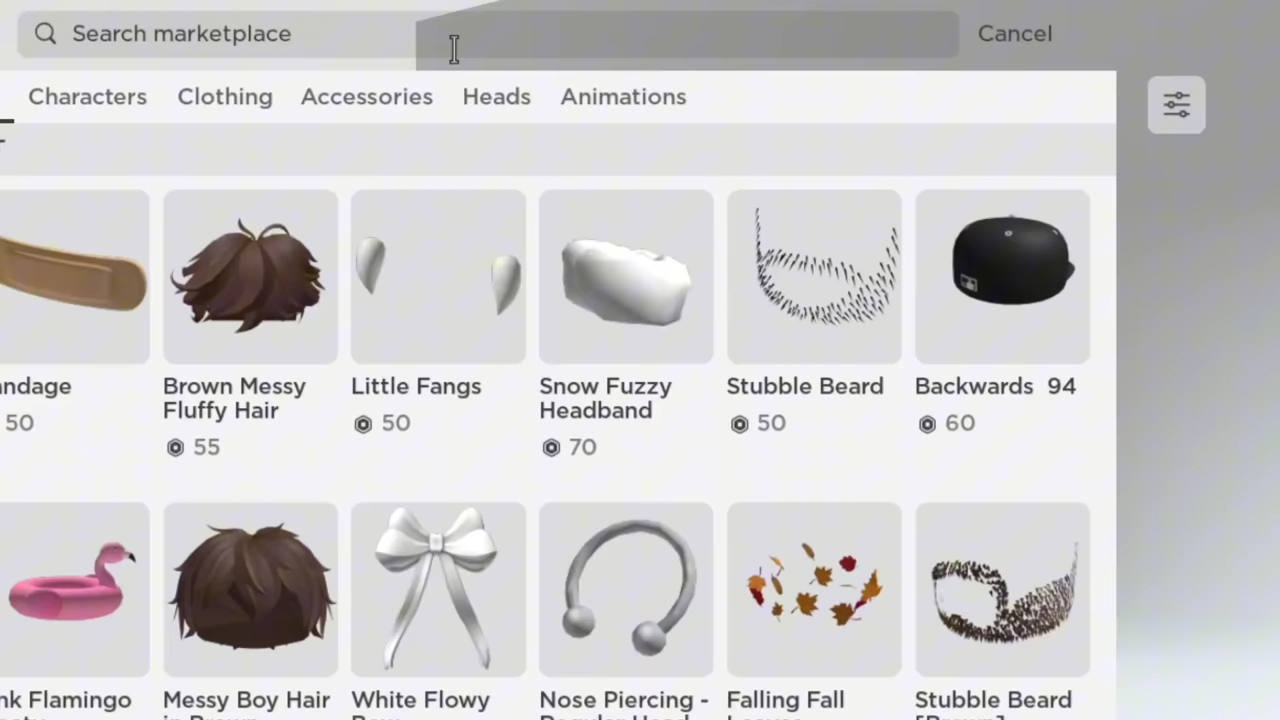 Search marketplace
Cancel
Characters Clothing Accessories Heads Animations
Brown Messy
Fluffy Hair
55
Little Fangs
50
Snow Fuzzy
Headband
70
Stubble Beard
50
Backwards 94
60
50
Flamingo
Messy Boy Hair
White Flowy
Nose Piercing -
Falling Fall
Stubble Beard